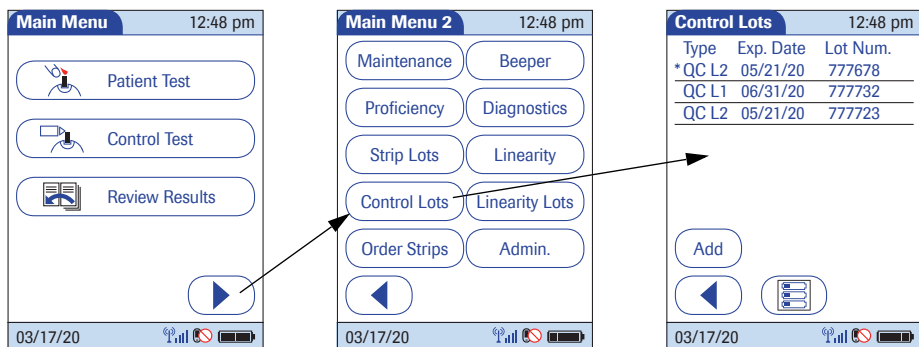 Main Menu 12:48 pm
Patient Test
Control Test
Review Results
03/17/20
Main Menu 2 12:48 pm
Maintenance Beeper
Proficiency Diagnostics
Strip Lots Linearity
Control Lots Linearity Lots
Order Strips Admin.
03/17/20
Control Lots 12:48 pm
Type Exp. Date Lot Num.
*QC L2 05/21/20 777678
QC L1 06/31/20 777732
QC L2 05/21/20 777723
Add
03/17/20